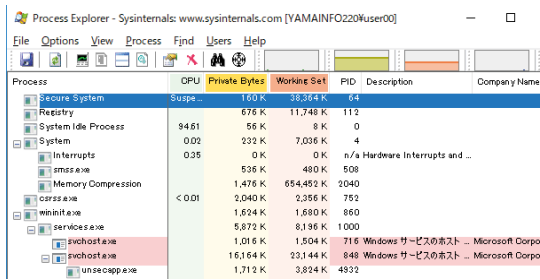 Process Explorer - Sysinternals: www.sysinternals.com [YAMAINFO220¥user00]
File Options View Process Find Users Help
Process CPU Private Bytes Working Set PID Description Company Name
Secure System Suspe... 160 K 38,364 K 64
Registry 676 K 11,748 K 112
System Idle Process 94.61 56 K 8 K 0
System 0.02 232 K 7,036 K 4
Interrupts 0.35 0 K 0 K n/a Hardware Interrupts and ...
smss.exe 536 K 480 K 508
Memory Compression 1,476 K 654,452 K 2040
csrss.exe < 0.01 2,040 K 2,356 K 752
wininit.exe 1,624 K 1,680 K 860
services.exe 5,872 K 8,196 K 1000
svchost.exe 1,016 K 1,504 K 716 Windows サービスのホスト ... Microsoft Corpo
svchost.exe 16,164 K 23,144 K 848 Windows サービスのホスト ... Microsoft Corpo
unsecapp.exe 1,712 K 3,824 K 4932